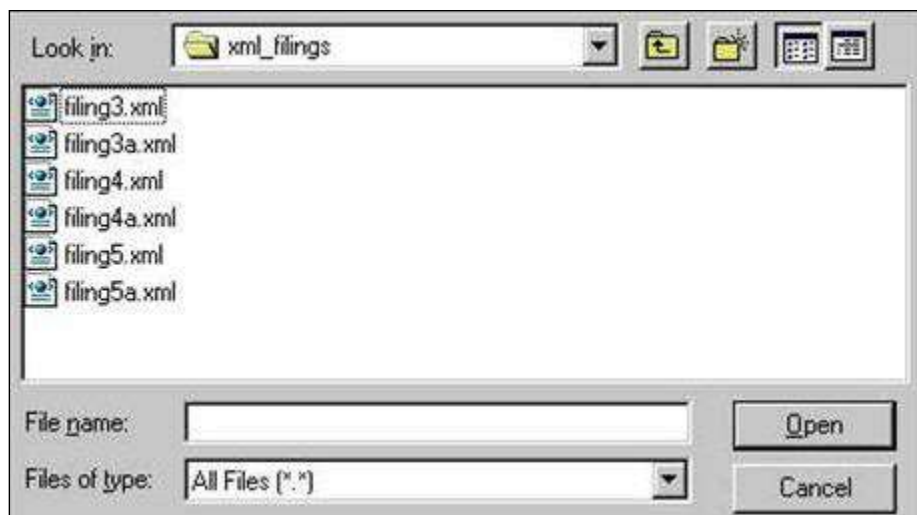 Look in: xml_filings
filing3.xml
filing3a.xml
filing4.xml
filing4a.xml
filing5.xml
filing5a.xml
File name: Open
Files of type: All Files (*.*) Cancel